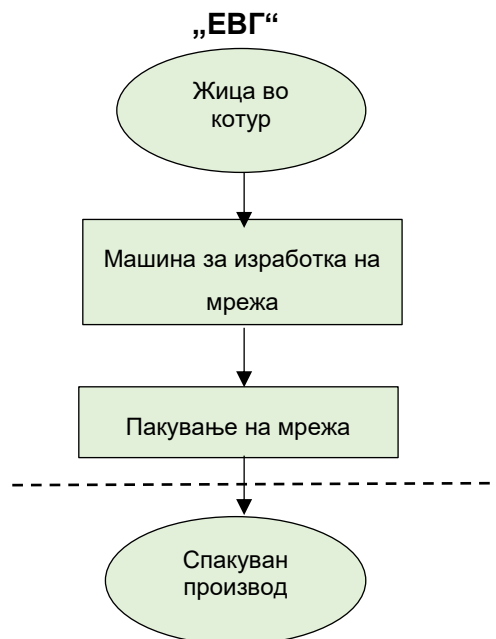 „ЕВГ“
Жица во
котур
Машина за изработка на
мрежа
Пакување на мрежа
Спакуван
производ